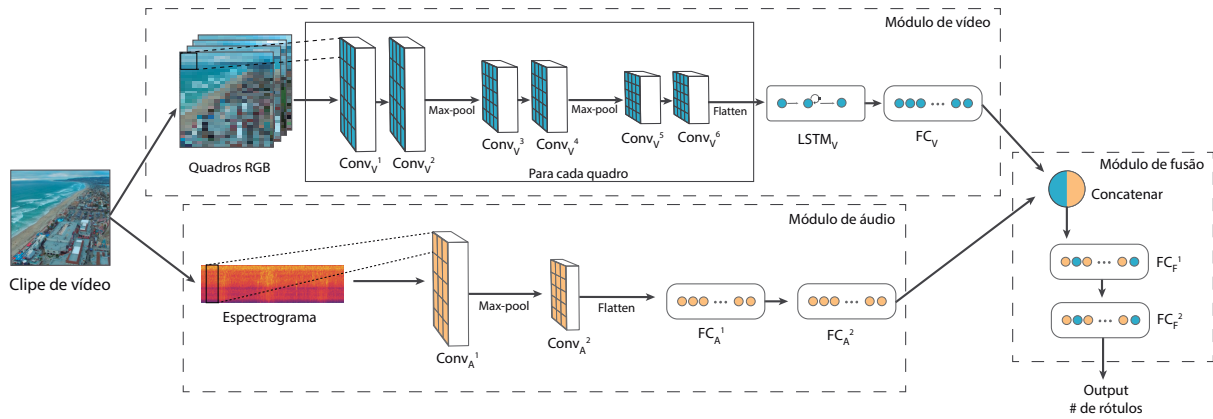 Módulo de vídeo
Quadros RGB
Conv_V^1
Conv_V^2
Max-pool
Conv_V^3
Conv_V^4
Max-pool
Conv_V^5
Conv_V^6
Flatten
LSTM_V
FC_V
Para cada quadro
Clipe de vídeo
Módulo de áudio
Espectrograma
Conv_A^1
Max-pool
Conv_A^2
Flatten
FC_A^1
FC_A^2
Módulo de fusão
Concatenar
FC_F^1
FC_F^2
Output
# de rótulos